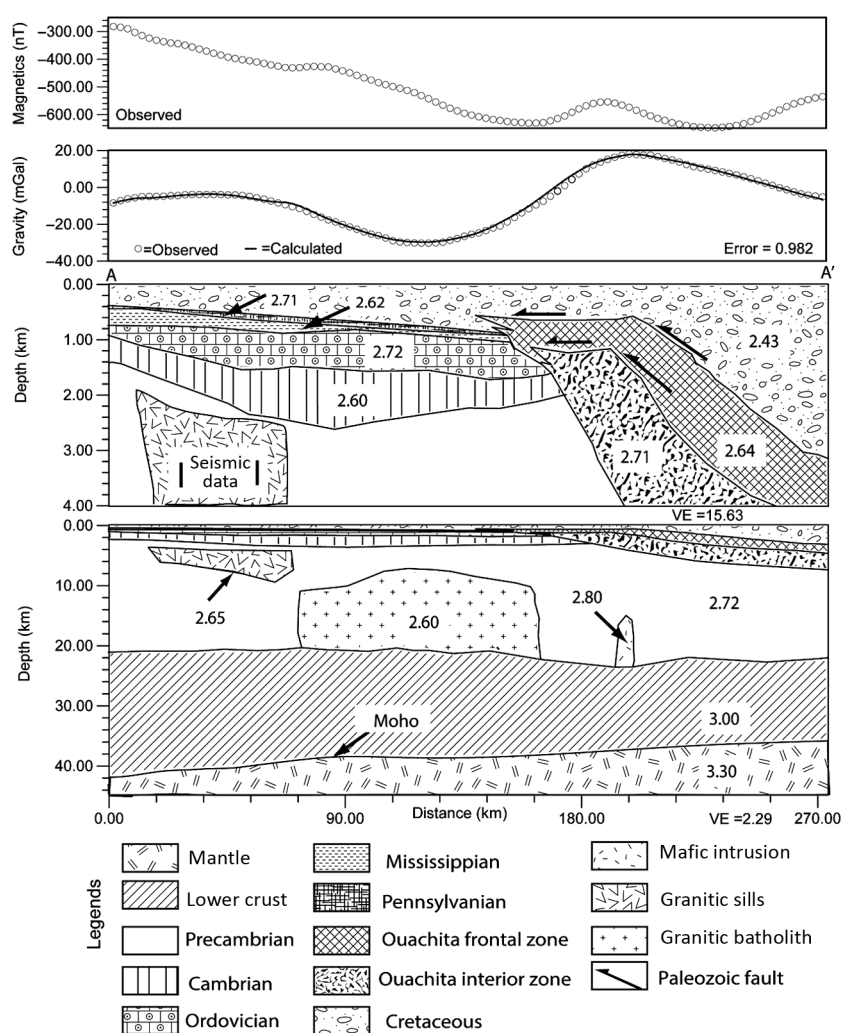 Magnetics (nT)
−300.00
−400.00
−500.00
−600.00
Observed
Gravity (mGal)
20.00
0.00
−20.00
−40.00
=Observed =Calculated
Error = 0.982
A A'
Depth (km)
0.00
1.00
2.00
3.00
4.00
2.71
2.62
2.43
2.72
2.60
2.71
2.64
Seismic
data
VE =15.63
Depth (km)
0.00
10.00
20.00
30.00
40.00
2.65
2.60
2.80
2.72
Moho
3.00
3.30
0.00 90.00 Distance (km) 180.00 VE =2.29 270.00
Legends
Mantle
Lower crust
Precambrian
Cambrian
Ordovician
Mississippian
Pennsylvanian
Ouachita frontal zone
Ouachita interior zone
Cretaceous
Mafic intrusion
Granitic sills
Granitic batholith
Paleozoic fault